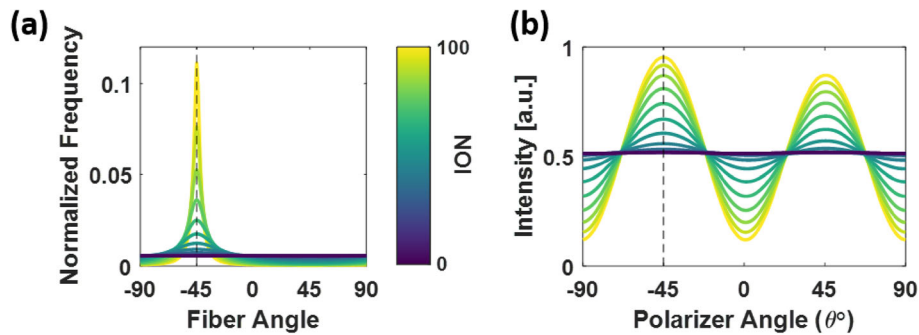 (a)
Normalized Frequency
0.1
0.05
0
-90 -45 0 45 90
Fiber Angle
100
ION
0
(b)
Intensity [a.u.]
1
0.5
0
-90 -45 0 45 90
Polarizer Angle (θ°)